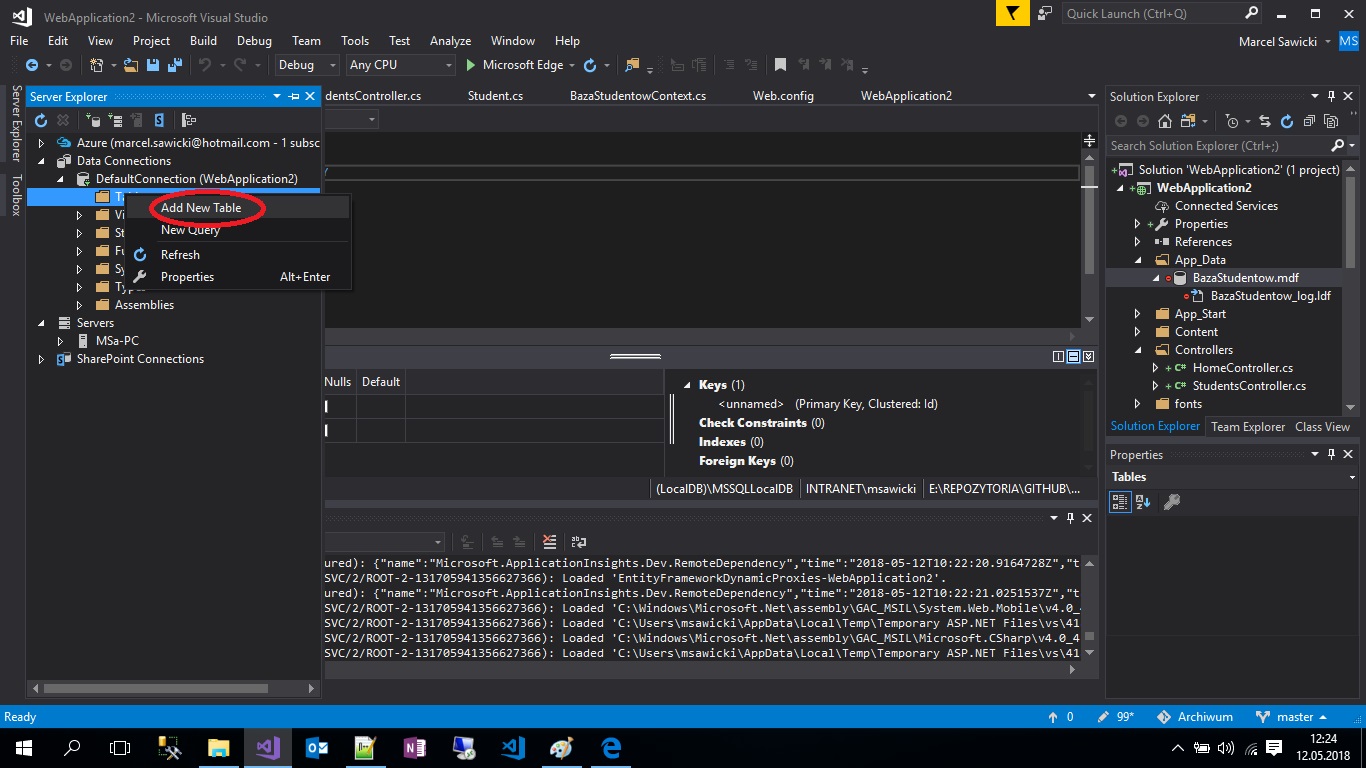 WebApplication2 - Microsoft Visual Studio
Quick Launch (Ctrl+Q)
File Edit View Project Build Debug Team Tools Test Analyze Window Help
Marcel Sawicki MS
Debug Any CPU Microsoft Edge
Server Explorer
Toolbox
Server Explorer
Azure (marcel.sawicki@hotmail.com - 1 subsc
Data Connections
DefaultConnection (WebApplication2)
Add New Table
New Query
Refresh
Properties Alt+Enter
Assemblies
Servers
MSa-PC
SharePoint Connections
dentsController.cs Student.cs BazaStudentowContext.cs Web.config WebApplication2
Nulls Default
Keys (1)
<unnamed> (Primary Key, Clustered: Id)
Check Constraints (0)
Indexes (0)
Foreign Keys (0)
(LocalDB)\MSSQLLocalDB INTRANET\msawicki E:\REPOZYTORIA\GITHUB\...
ured): {"name":"Microsoft.ApplicationInsights.Dev.RemoteDependency","time":"2018-05-12T10:22:20.9164728Z","t
SVC/2/ROOT-2-131705941356627366): Loaded 'EntityFrameworkDynamicProxies-WebApplication2'.
ured): {"name":"Microsoft.ApplicationInsights.Dev.RemoteDependency","time":"2018-05-12T10:22:21.0251537Z","t
SVC/2/ROOT-2-131705941356627366): Loaded 'C:\Windows\Microsoft.Net\assembly\GAC_MSIL\System.Web.Mobile\v4.0_4
SVC/2/ROOT-2-131705941356627366): Loaded 'C:\Users\msawicki\AppData\Local\Temp\Temporary ASP.NET Files\vs\41
SVC/2/ROOT-2-131705941356627366): Loaded 'C:\Windows\Microsoft.Net\assembly\GAC_MSIL\Microsoft.CSharp\v4.0_4
SVC/2/ROOT-2-131705941356627366): Loaded 'C:\Users\msawicki\AppData\Local\Temp\Temporary ASP.NET Files\vs\41
Solution Explorer
Search Solution Explorer (Ctrl+;)
Solution 'WebApplication2' (1 project)
WebApplication2
Connected Services
Properties
References
App_Data
BazaStudentow.mdf
BazaStudentow_log.ldf
App_Start
Content
Controllers
HomeController.cs
StudentsController.cs
fonts
Solution Explorer Team Explorer Class View
Properties
Tables
Ready 0 99* Archiwum master
12:24
12.05.2018